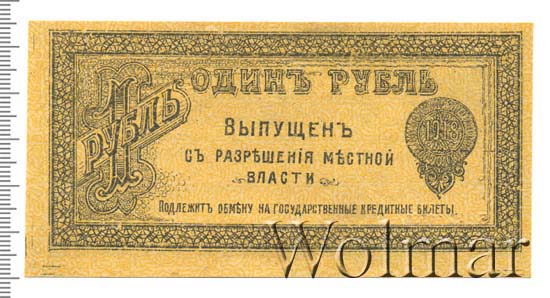 ОДИНЪ РУБЛЬ
1
РУБЛЬ
1918
ВЫПУЩЕНЪ
СЪ РАЗРѢШЕНІЯ МѢСТНОЙ
ВЛАСТИ
ПОДЛЕЖИТЪ ОБМѢНУ НА ГОСУДАРСТВЕННЫЕ КРЕДИТНЫЕ БИЛЕТЫ.
Wolmar